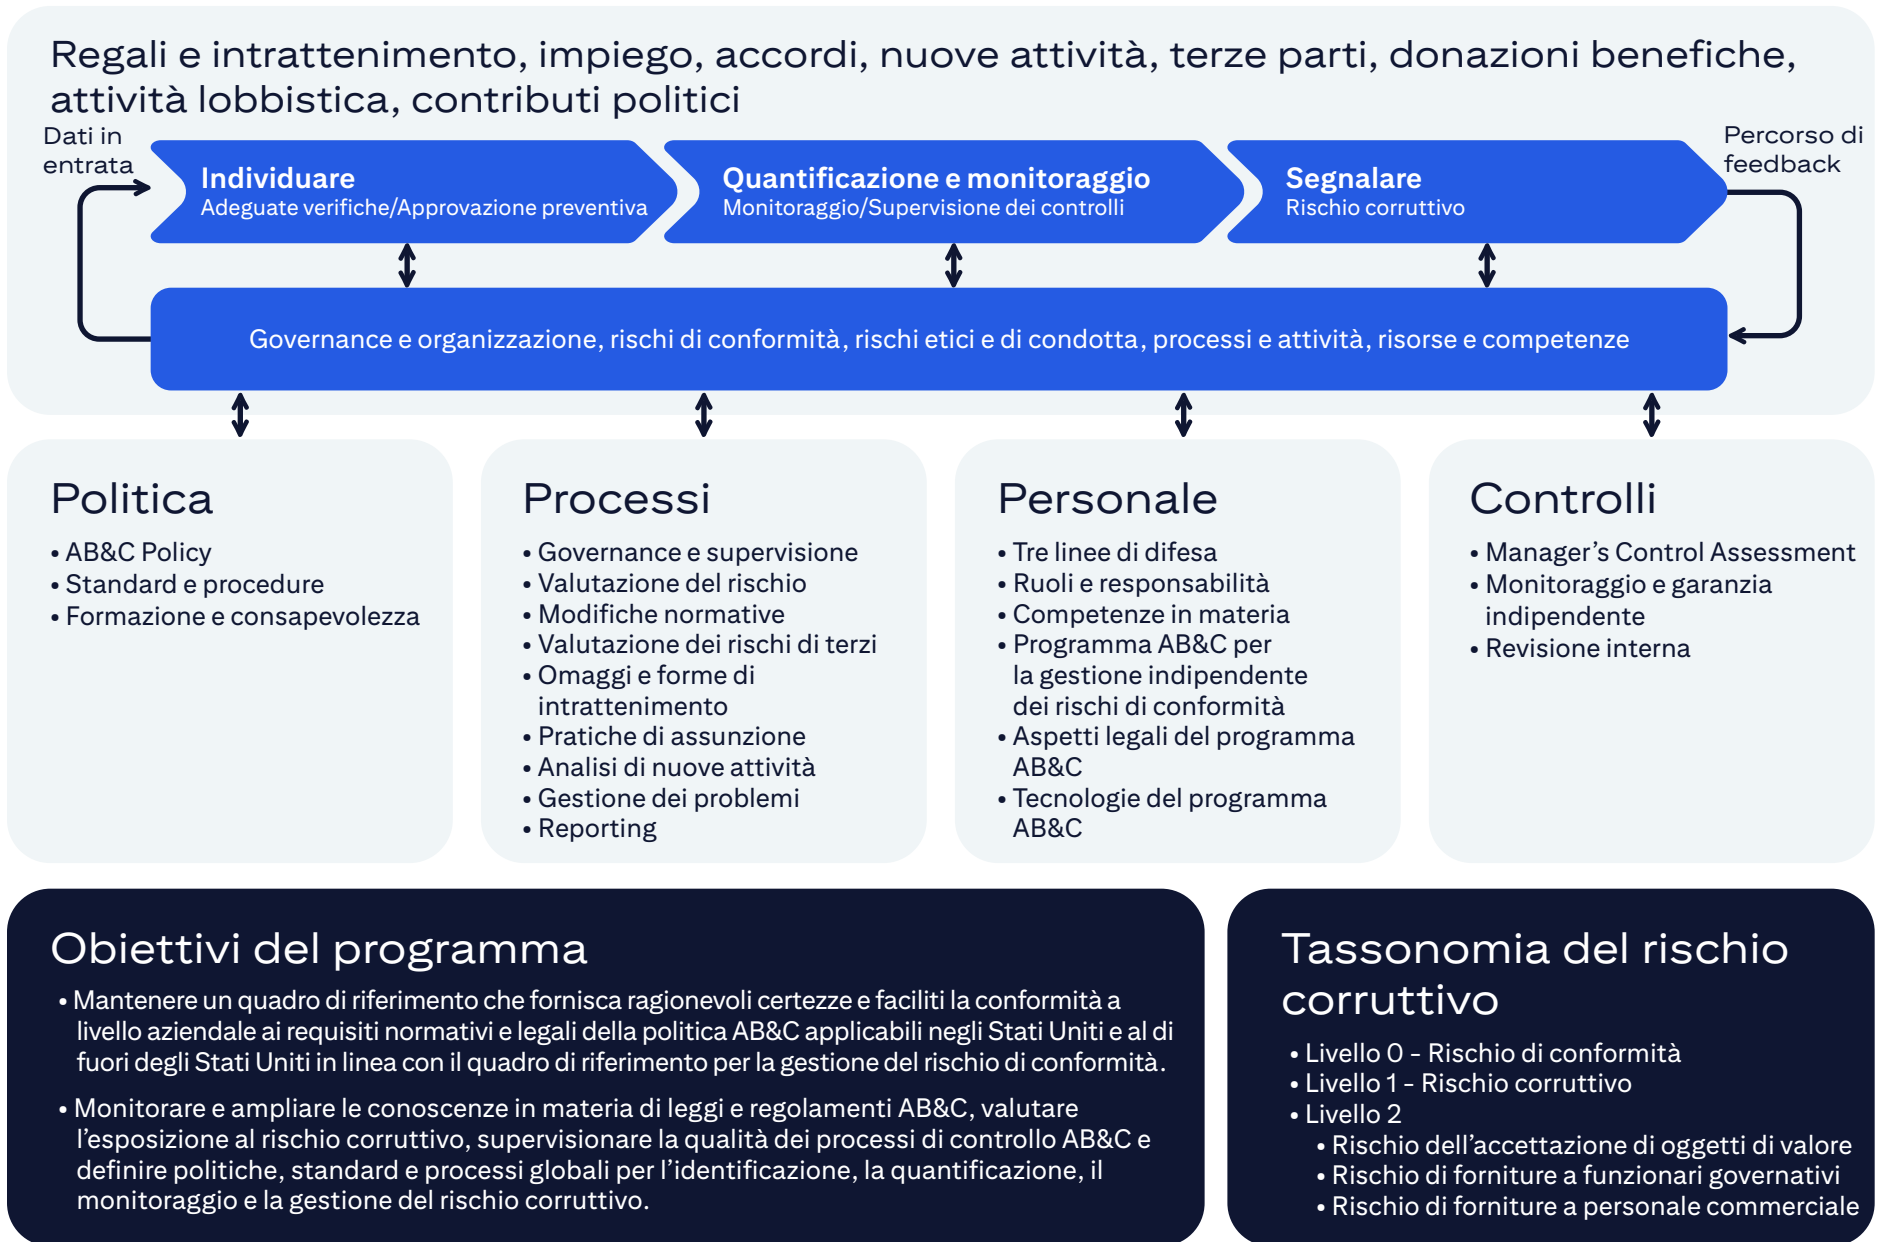 Regali e intrattenimento, impiego, accordi, nuove attività, terze parti, donazioni benefiche,
attività lobbistica, contributi politici
Dati in
entrata
Percorso di
feedback
Individuare
Adeguate verifiche/Approvazione preventiva
Quantificazione e monitoraggio
Monitoraggio/Supervisione dei controlli
Segnalare
Rischio corruttivo
Governance e organizzazione, rischi di conformità, rischi etici e di condotta, processi e attività, risorse e competenze
Politica
• AB&C Policy
• Standard e procedure
• Formazione e consapevolezza
Processi
• Governance e supervisione
• Valutazione del rischio
• Modifiche normative
• Valutazione dei rischi di terzi
• Omaggi e forme di
intrattenimento
• Pratiche di assunzione
• Analisi di nuove attività
• Gestione dei problemi
• Reporting
Personale
• Tre linee di difesa
• Ruoli e responsabilità
• Competenze in materia
• Programma AB&C per
la gestione indipendente
dei rischi di conformità
• Aspetti legali del programma
AB&C
• Tecnologie del programma
AB&C
Controlli
• Manager's Control Assessment
• Monitoraggio e garanzia
indipendente
• Revisione interna
Obiettivi del programma
• Mantenere un quadro di riferimento che fornisca ragionevoli certezze e faciliti la conformità a
livello aziendale ai requisiti normativi e legali della politica AB&C applicabili negli Stati Uniti e al di
fuori degli Stati Uniti in linea con il quadro di riferimento per la gestione del rischio di conformità.
• Monitorare e ampliare le conoscenze in materia di leggi e regolamenti AB&C, valutare
l'esposizione al rischio corruttivo, supervisionare la qualità dei processi di controllo AB&C e
definire politiche, standard e processi globali per l'identificazione, la quantificazione, il
monitoraggio e la gestione del rischio corruttivo.
Tassonomia del rischio
corruttivo
• Livello 0 - Rischio di conformità
• Livello 1 - Rischio corruttivo
• Livello 2
• Rischio dell'accettazione di oggetti di valore
• Rischio di forniture a funzionari governativi
• Rischio di forniture a personale commerciale